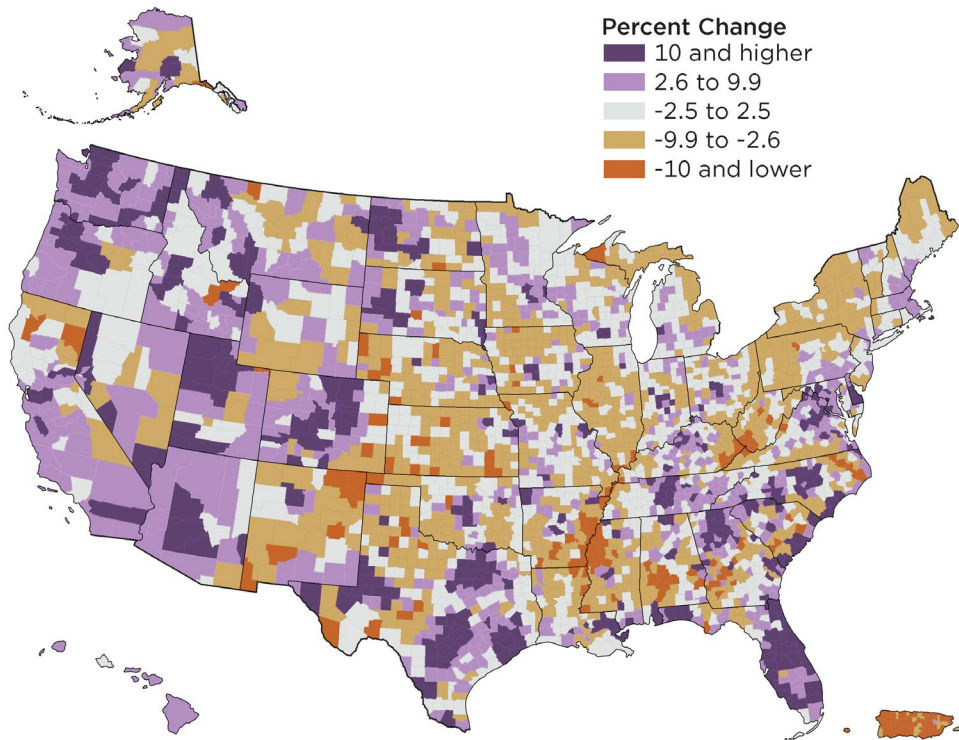 Percent Change
10 and higher
2.6 to 9.9
-2.5 to 2.5
-9.9 to -2.6
-10 and lower